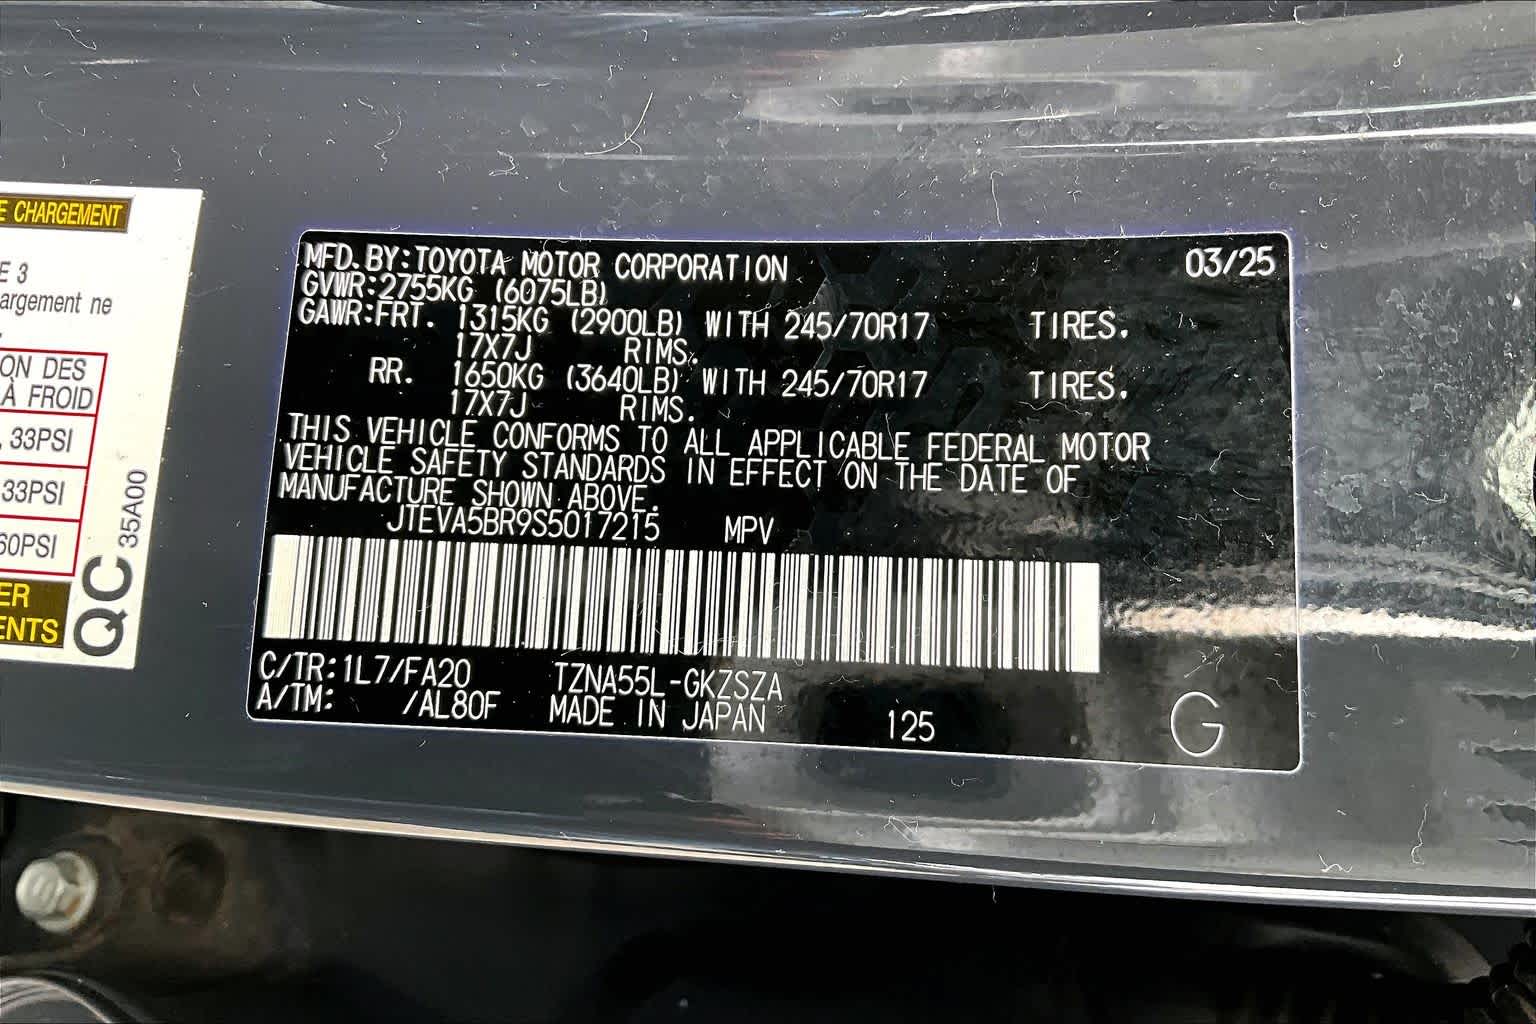 E CHARGEMENT
E 3
argement ne
ON DES
À FROID
33PSI
33PSI
60PSI
ER
ENTS
QC 35A00
MFD.BY:TOYOTA MOTOR CORPORATION 03/25
GVWR:2755KG (6075LB)
GAWR:FRT. 1315KG (2900LB) WITH 245/70R17 TIRES.
17X7J RIMS.
RR. 1650KG (3640LB) WITH 245/70R17 TIRES.
17X7J RIMS.
THIS VEHICLE CONFORMS TO ALL APPLICABLE FEDERAL MOTOR
VEHICLE SAFETY STANDARDS IN EFFECT ON THE DATE OF
MANUFACTURE SHOWN ABOVE.
JTEVA5BR9S5017215 MPV
C/TR:1L7/FA20 TZNA55L-GKZSZA
A/TM: /AL80F MADE IN JAPAN 125 G